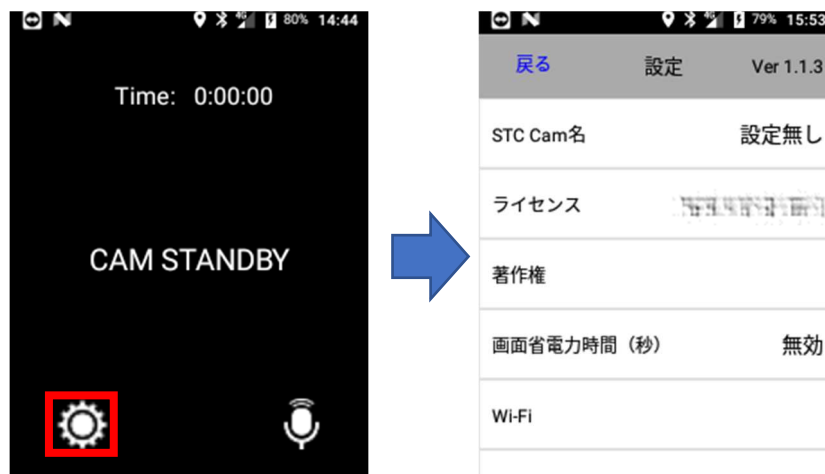 4G 80% 14:44
Time: 0:00:00
CAM STANDBY
4G 79% 15:53
戻る 設定 Ver 1.1.3
STC Cam名 設定無し
ライセンス
著作権
画面省電力時間（秒） 無効
Wi-Fi